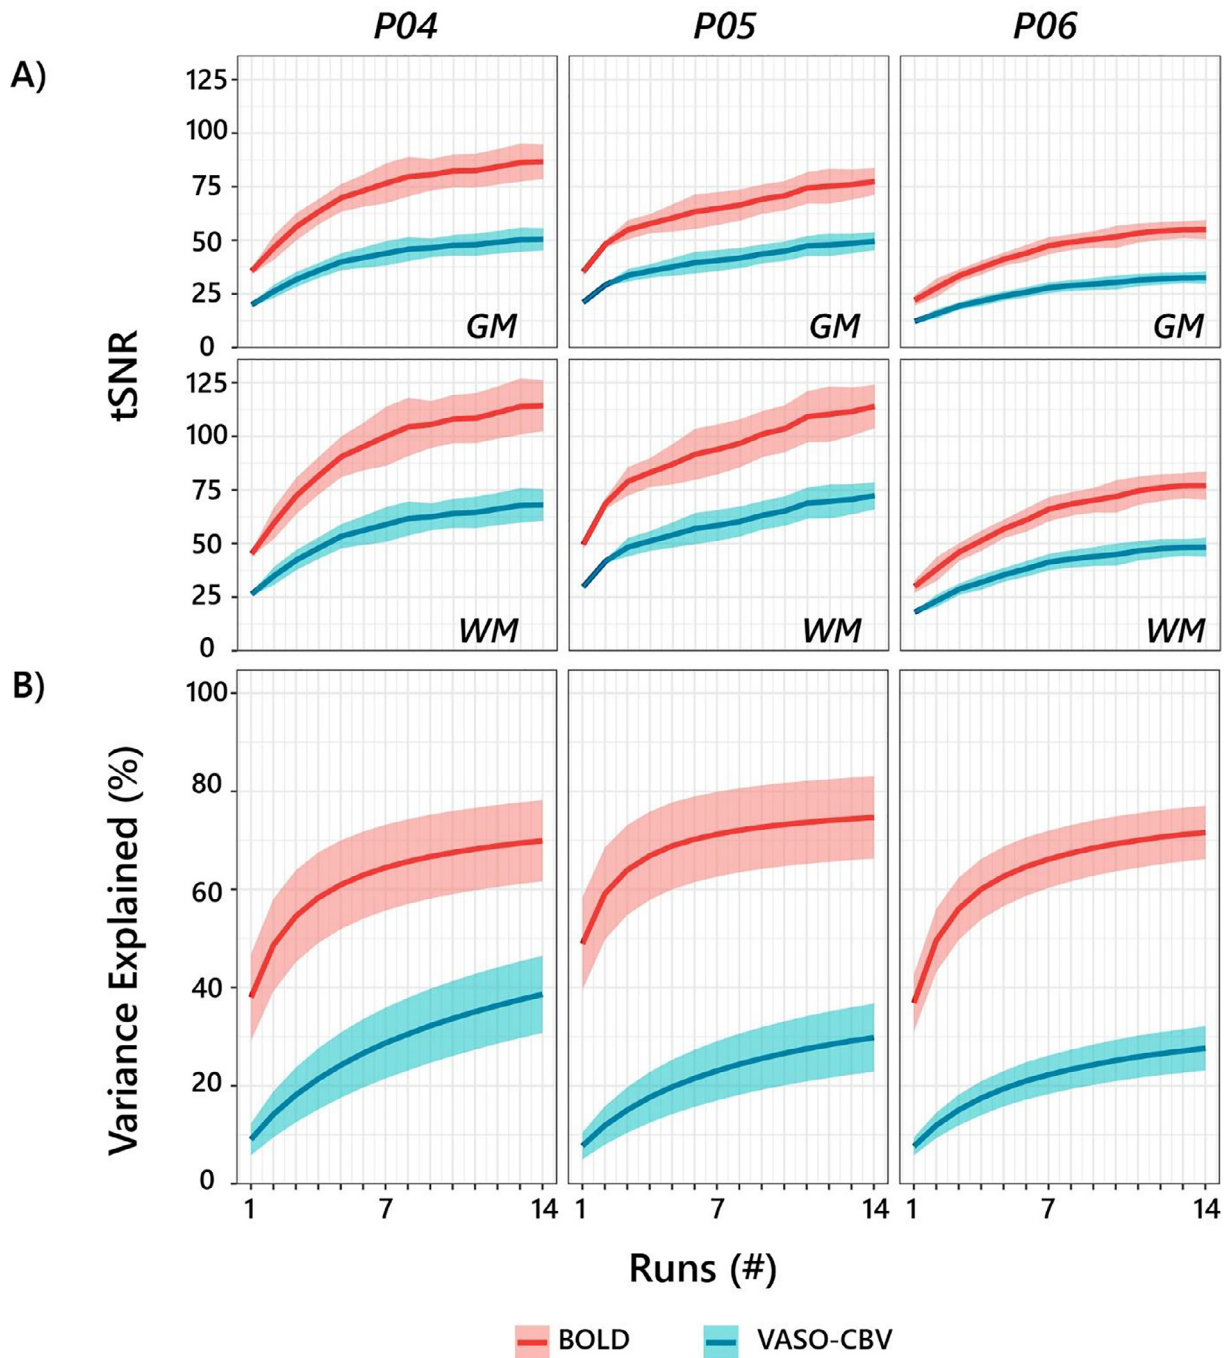 P04 P05 P06
A)
tSNR
125
100
75
50
25
0
GM GM GM
125
100
75
50
25
0
WM WM WM
B)
Variance Explained (%)
100
80
60
40
20
0
1 7 14 1 7 14 1 7 14
Runs (#)
BOLD VASO-CBV